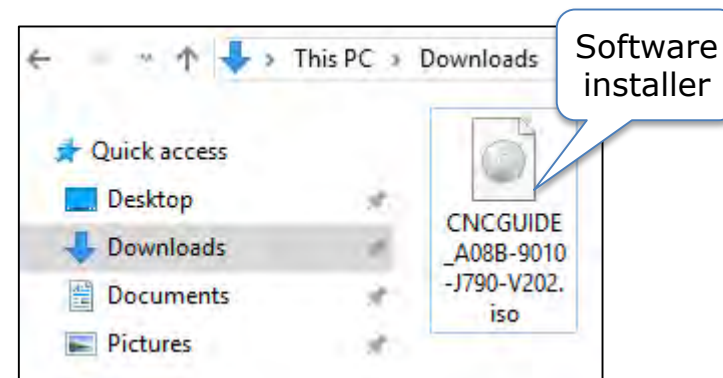 This PC > Downloads
Software
installer
Quick access
Desktop
Downloads
Documents
Pictures
CNCGUIDE
_A08B-9010
-J790-V202.
iso